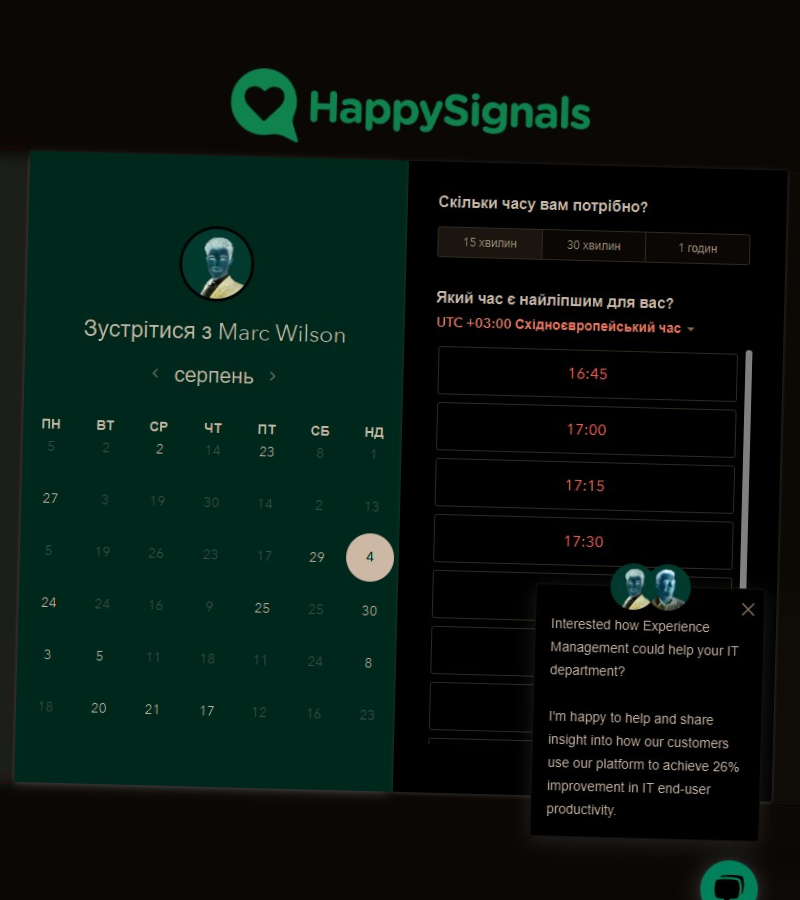 HappySignals
Зустрітися з Marc Wilson
серпень
ПН ВТ СР ЧТ ПТ СБ НД
5 2 2 14 23 8 1
27 3 19 30 14 2 13
5 19 26 23 17 29 4
24 24 16 9 25 25 30
3 5 11 18 11 24 8
18 20 21 17 12 16 23
Скільки часу вам потрібно?
15 хвилин 30 хвилин 1 годин
Який час є найліпшим для вас?
UTC +03:00 Східноєвропейський час
16:45
17:00
17:15
17:30
Interested how Experience
Management could help your IT
department?
I'm happy to help and share
insight into how our customers
use our platform to achieve 26%
improvement in IT end-user
productivity.